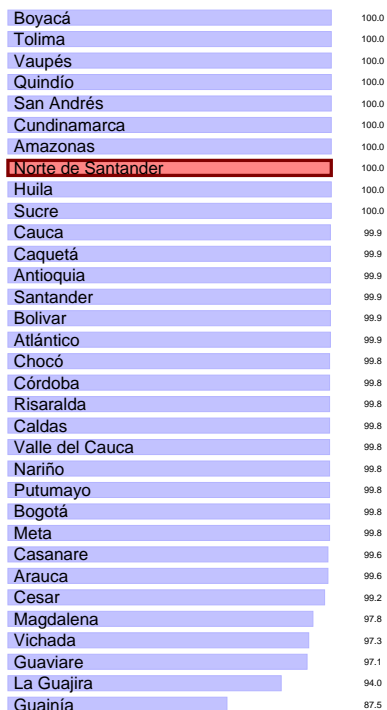 Boyacá 100.0
Tolima 100.0
Vaupés 100.0
Quindío 100.0
San Andrés 100.0
Cundinamarca 100.0
Amazonas 100.0
Norte de Santander 100.0
Huila 100.0
Sucre 100.0
Cauca 99.9
Caquetá 99.9
Antioquia 99.9
Santander 99.9
Bolivar 99.9
Atlántico 99.9
Chocó 99.8
Córdoba 99.8
Risaralda 99.8
Caldas 99.8
Valle del Cauca 99.8
Nariño 99.8
Putumayo 99.8
Bogotá 99.8
Meta 99.8
Casanare 99.6
Arauca 99.6
Cesar 99.2
Magdalena 97.8
Vichada 97.3
Guaviare 97.1
La Guajira 94.0
Guainía 87.5